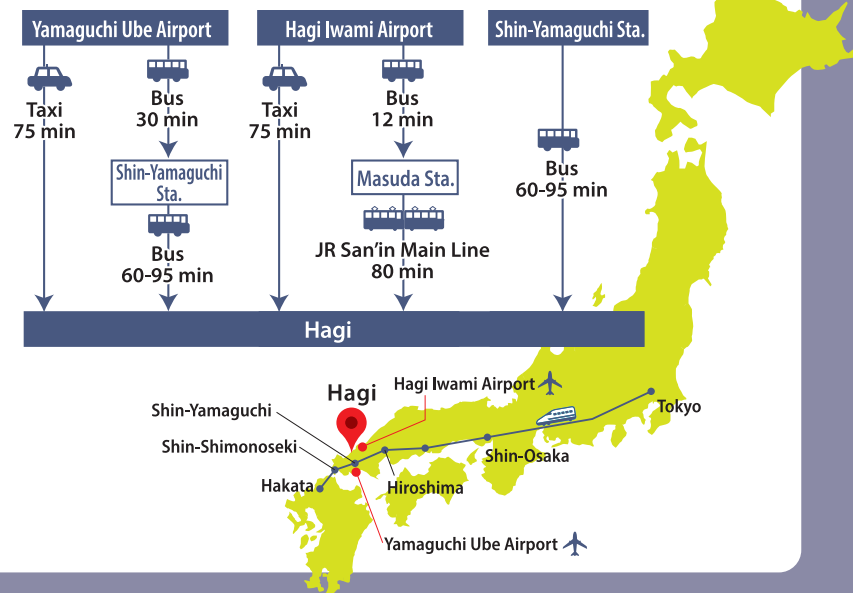 Yamaguchi Ube Airport
Taxi
75 min
Bus
30 min
Shin-Yamaguchi
Sta.
Bus
60-95 min
Hagi Iwami Airport
Taxi
75 min
Bus
12 min
Masuda Sta.
JR San’in Main Line
80 min
Shin-Yamaguchi Sta.
Bus
60-95 min
Hagi
Hagi
Hagi Iwami Airport
Shin-Yamaguchi
Tokyo
Shin-Shimonoseki
Shin-Osaka
Hakata
Hiroshima
Yamaguchi Ube Airport